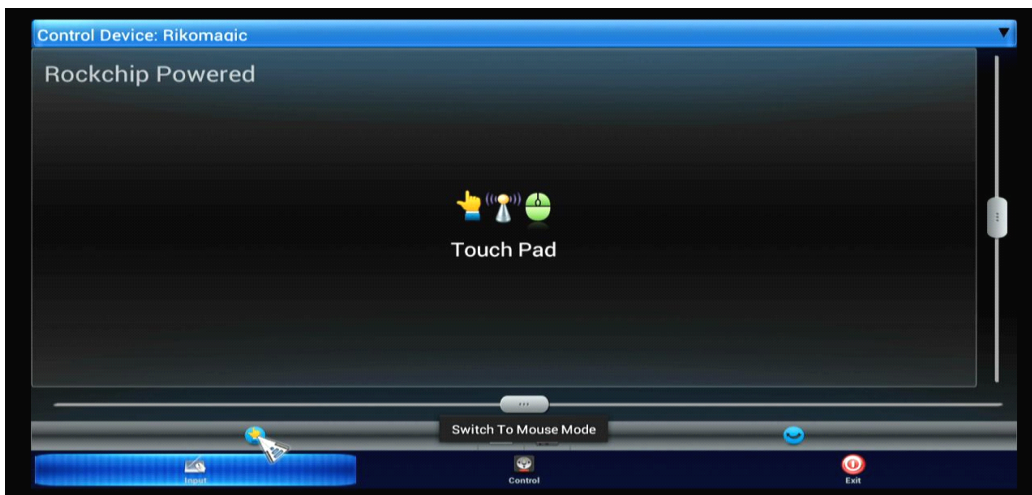 Control Device: Rikomagic
Rockchip Powered
Touch Pad
Switch To Mouse Mode
Input
Control
Exit